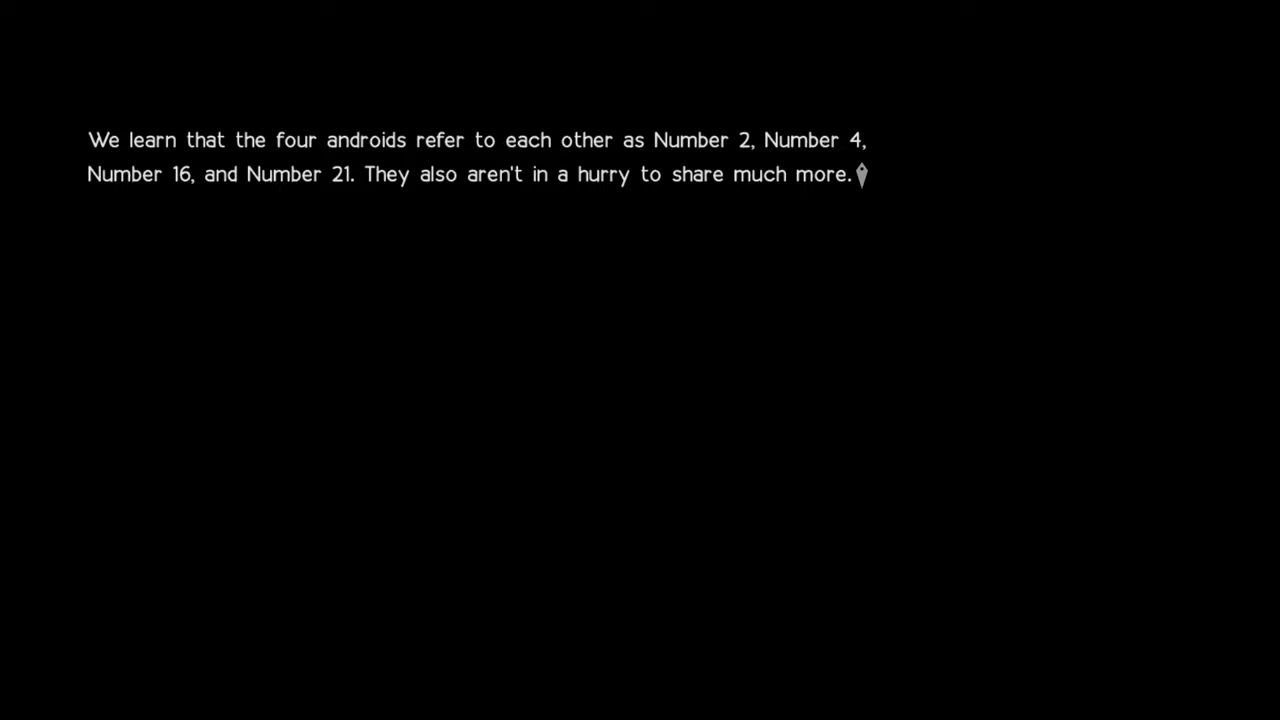 We learn that the four androids refer to each other as Number 2, Number 4,
Number 16, and Number 21. They also aren't in a hurry to share much more.